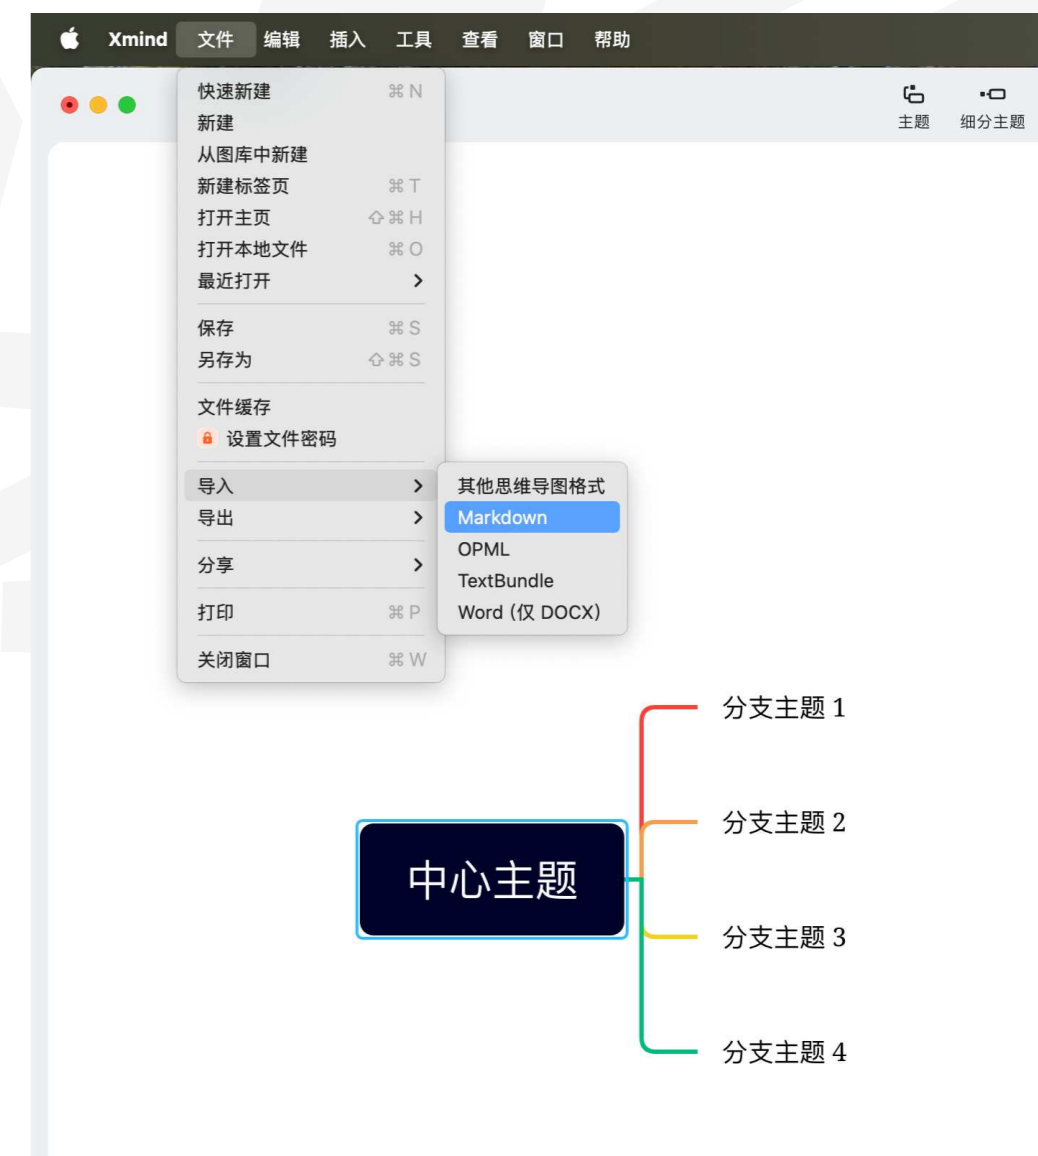 Xmind 文件 编辑 插入 工具 查看 窗口 帮助
主题 细分主题
快速新建 ⌘ N
新建
从图库中新建
新建标签页 ⌘ T
打开主页 ⇧ ⌘ H
打开本地文件 ⌘ O
最近打开
保存 ⌘ S
另存为 ⇧ ⌘ S
文件缓存
设置文件密码
导入
导出
分享
打印 ⌘ P
关闭窗口 ⌘ W
其他思维导图格式
Markdown
OPML
TextBundle
Word (仅 DOCX)
中心主题
分支主题 1
分支主题 2
分支主题 3
分支主题 4